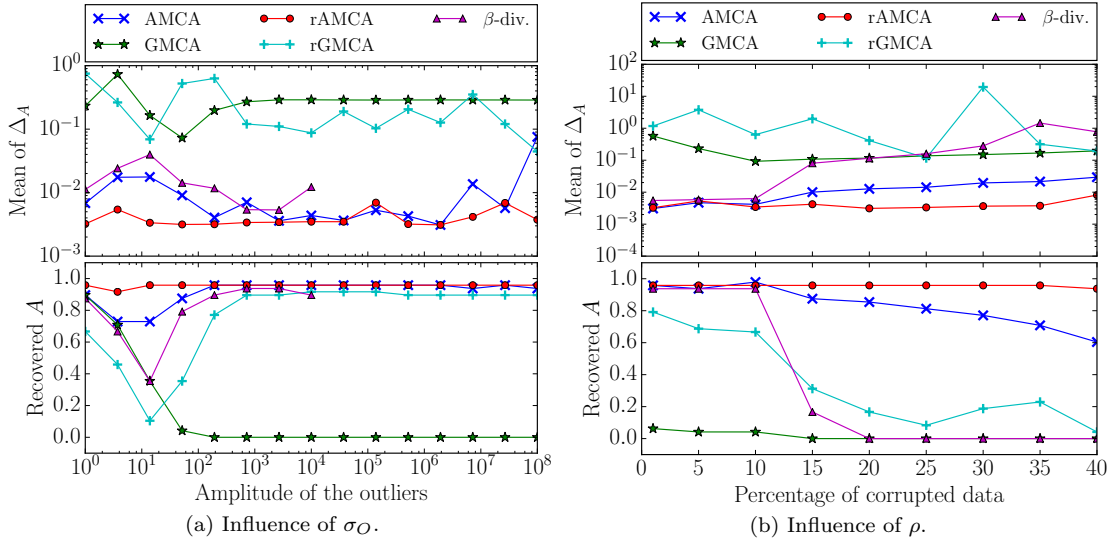 AMCA rAMCA β-div.
GMCA rGMCA
10^0
10^{-1}
10^{-2}
10^{-3}
Mean of Δ_A
1.0
0.8
0.6
0.4
0.2
0.0
Recovered A
10^0 10^1 10^2 10^3 10^4 10^5 10^6 10^7 10^8
Amplitude of the outliers
(a) Influence of σ_O.
AMCA rAMCA β-div.
GMCA rGMCA
10^2
10^1
10^0
10^{-1}
10^{-2}
10^{-3}
10^{-4}
Mean of Δ_A
1.0
0.8
0.6
0.4
0.2
0.0
Recovered A
0 5 10 15 20 25 30 35 40
Percentage of corrupted data
(b) Influence of ρ.